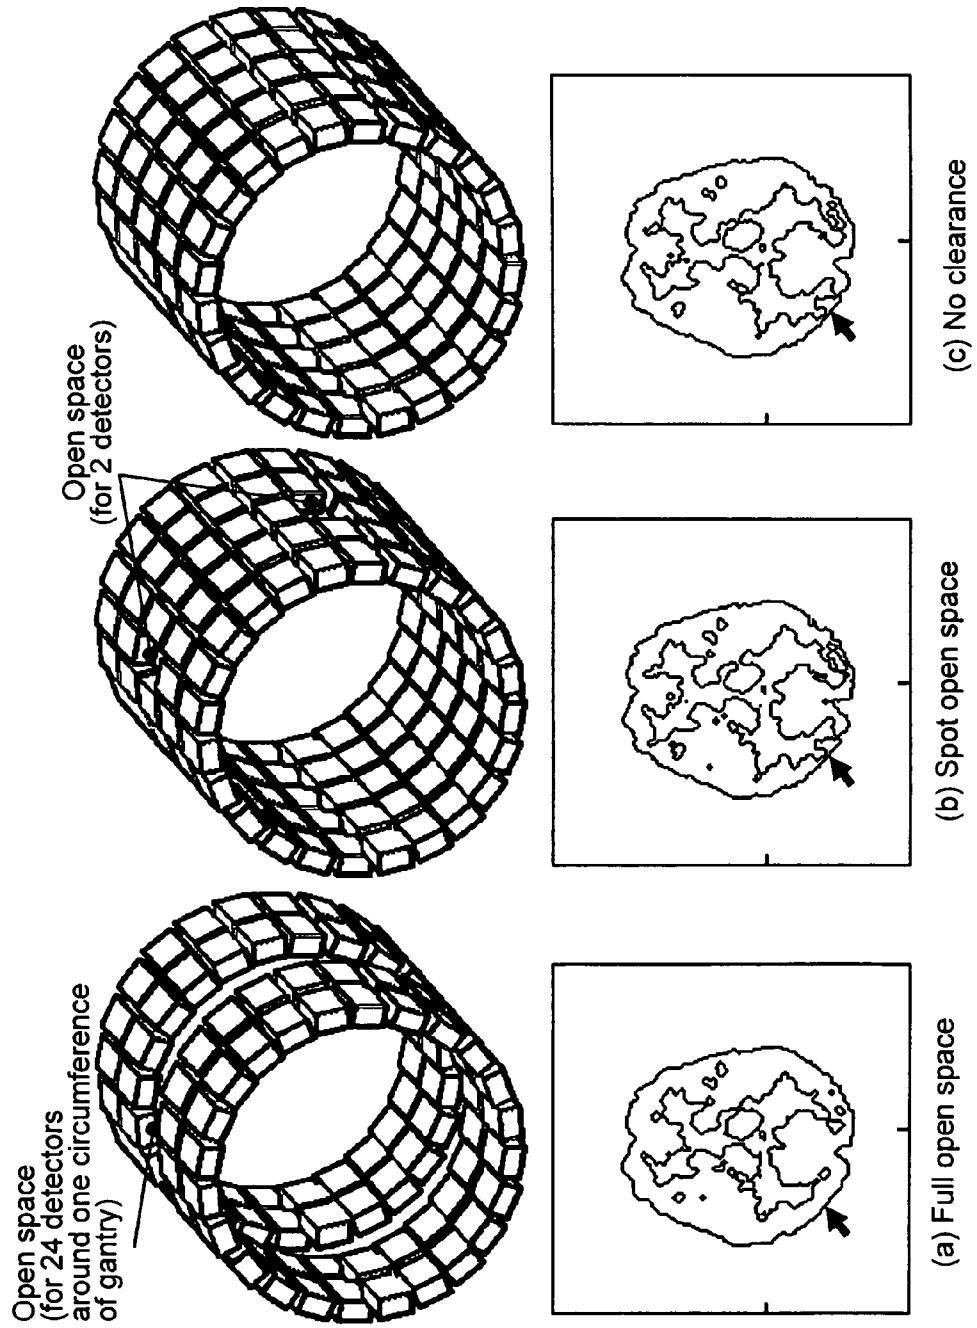 Open space
(for 24 detectors
around one circumference
of gantry)
Open space
(for 2 detectors)
(a) Full open space
(b) Spot open space
(c) No clearance